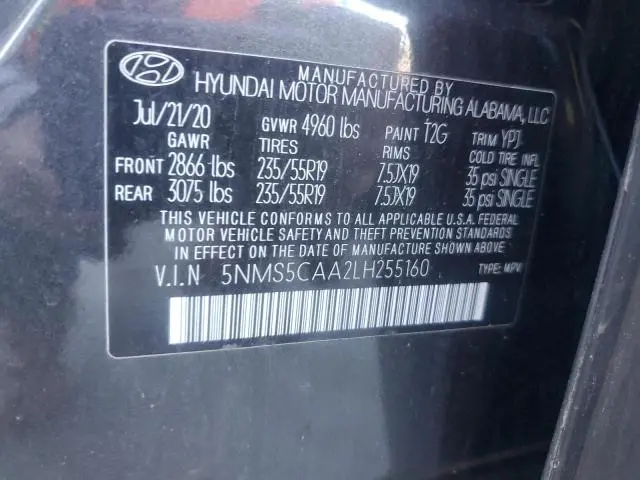 MANUFACTURED BY
HYUNDAI MOTOR MANUFACTURING ALABAMA, LLC
Jul/21/20 GVWR 4960 lbs PAINT T2G TRIM YPJ
GAWR TIRES RIMS COLD TIRE INFL
FRONT 2866 lbs 235/55R19 7.5JX19 35 psi SINGLE
REAR 3075 lbs 235/55R19 7.5JX19 35 psi SINGLE
THIS VEHICLE CONFORMS TO ALL APPLICABLE U.S.A. FEDERAL
MOTOR VEHICLE SAFETY AND THEFT PREVENTION STANDARDS
IN EFFECT ON THE DATE OF MANUFACTURE SHOWN ABOVE.
V.I.N 5NMS5CAA2LH255160 TYPE: MPV